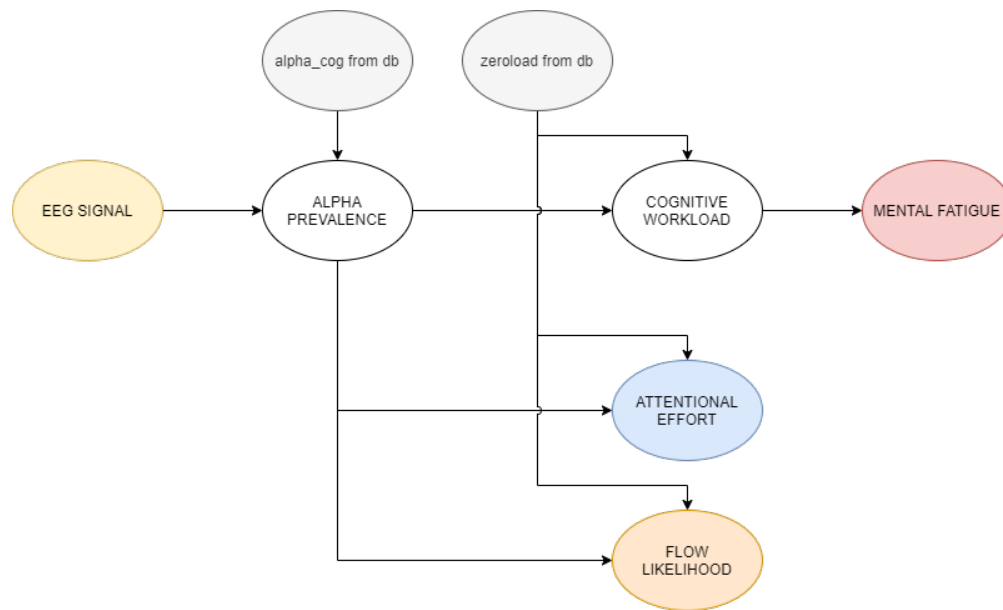 alpha_cog from db
zeroload from db
EEG SIGNAL
ALPHA
PREVALENCE
COGNITIVE
WORKLOAD
MENTAL FATIGUE
ATTENTIONAL
EFFORT
FLOW
LIKELIHOOD